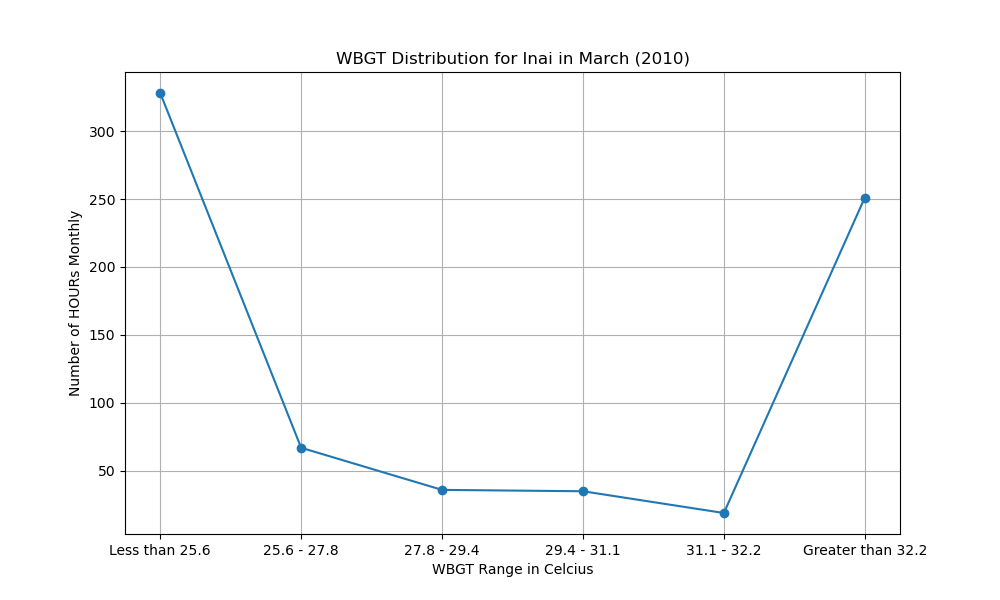 WBGT Distribution for Inai in March (2010)
Number of HOURs Monthly
300
250
200
150
100
50
Less than 25.6
25.6 - 27.8
27.8 - 29.4
29.4 - 31.1
31.1 - 32.2
Greater than 32.2
WBGT Range in Celcius